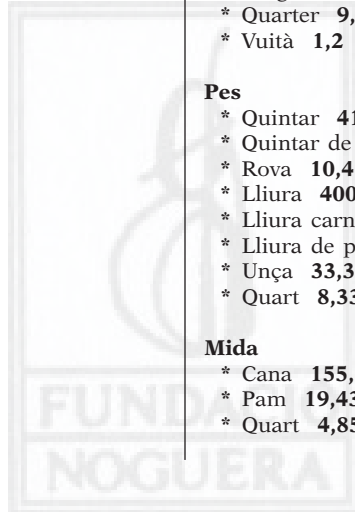 * Quarter 9,
* Vuità 1,2
Pes
* Quintar 41
* Quintar de
* Rova 10,4
* Lliura 400
* Lliura carn
* Lliura de p
* Unça 33,3
* Quart 8,33
Mida
* Cana 155,
* Pam 19,43
* Quart 4,85
FUNDACIÓ
NOGUERA